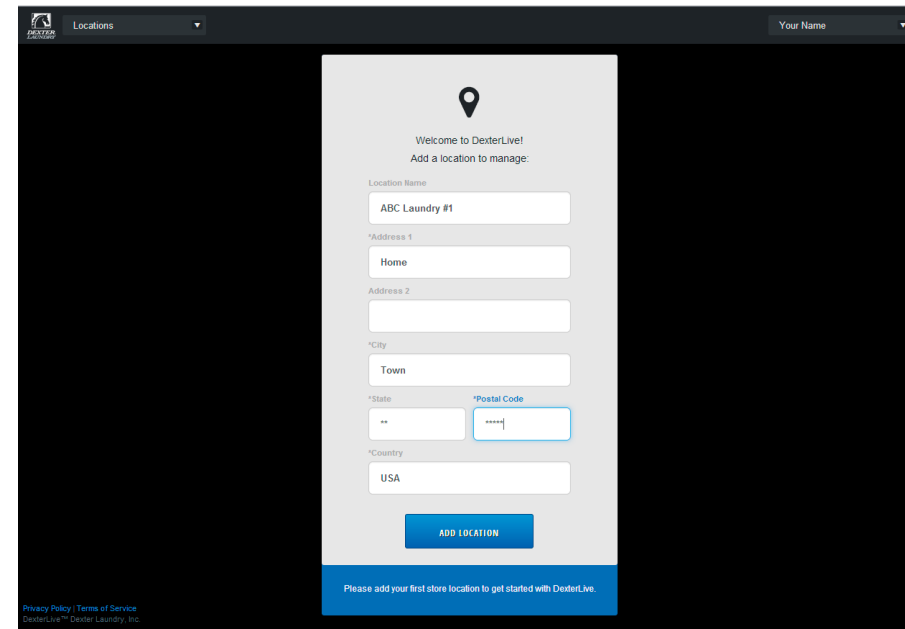 DEXTER
LAUNDRY
Locations
Your Name
Welcome to DexterLive!
Add a location to manage:
Location Name
ABC Laundry #1
*Address 1
Home
Address 2
*City
Town
*State *Postal Code
** *****
*Country
USA
ADD LOCATION
Please add your first store location to get started with DexterLive.
Privacy Policy | Terms of Service
DexterLive™ Dexter Laundry, Inc.